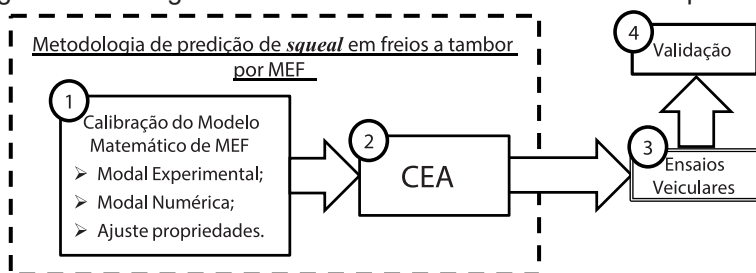 Metodologia de predição de squeal em freios a tambor
por MEF
1
Calibração do Modelo
Matemático de MEF
➢ Modal Experimental;
➢ Modal Numérica;
➢ Ajuste propriedades.
2
CEA
3
Ensaios
Veiculares
4
Validação